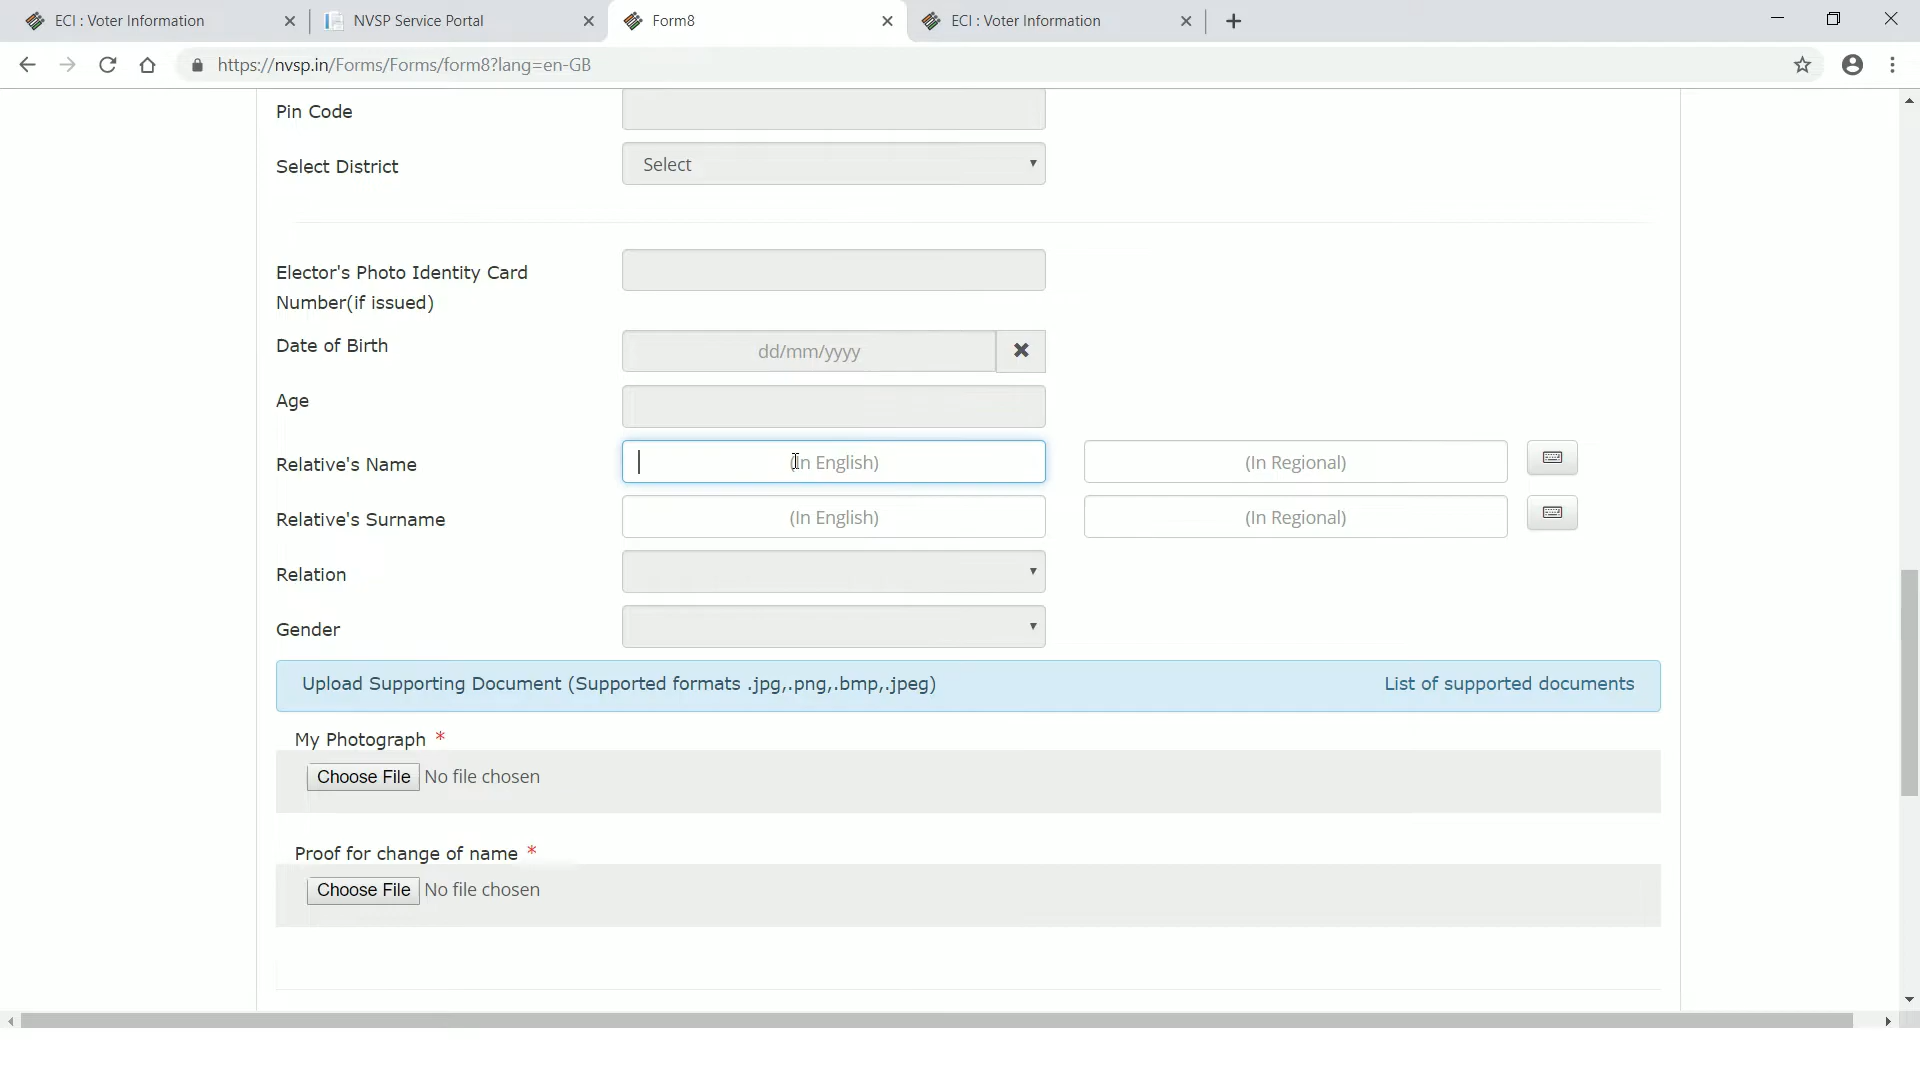 ECI : Voter Information
NVSP Service Portal
Form8
ECI : Voter Information
https://nvsp.in/Forms/Forms/form8?lang=en-GB
Pin Code
Select District
Select
Elector's Photo Identity Card
Number(if issued)
Date of Birth
dd/mm/yyyy
Age
Relative's Name
(In English)
(In Regional)
Relative's Surname
(In English)
(In Regional)
Relation
Gender
Upload Supporting Document (Supported formats .jpg,.png,.bmp,.jpeg)
List of supported documents
My Photograph *
Choose File No file chosen
Proof for change of name *
Choose File No file chosen